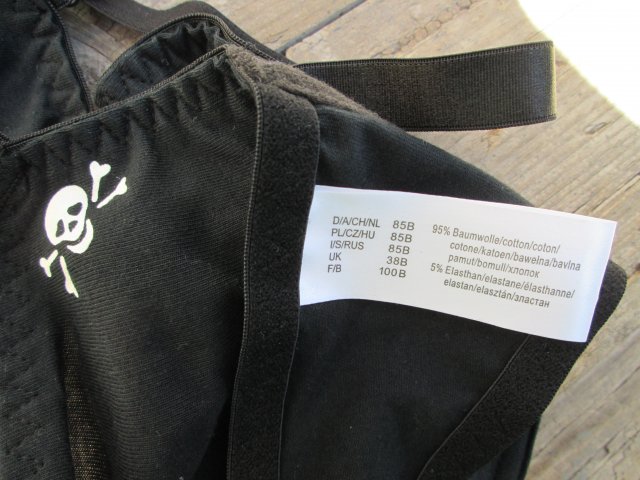 D/A/CH/NL 85B
PL/CZ/HU 85B
I/S/RUS 85B
UK 38B
F/B 100B
95% Baumwolle/cotton/coton/
cotone/katoen/bawełna/bavlna
pamut/bomull/хлопок
5% Elasthan/elastane/élasthanne/
elastan/elasztán/эластан